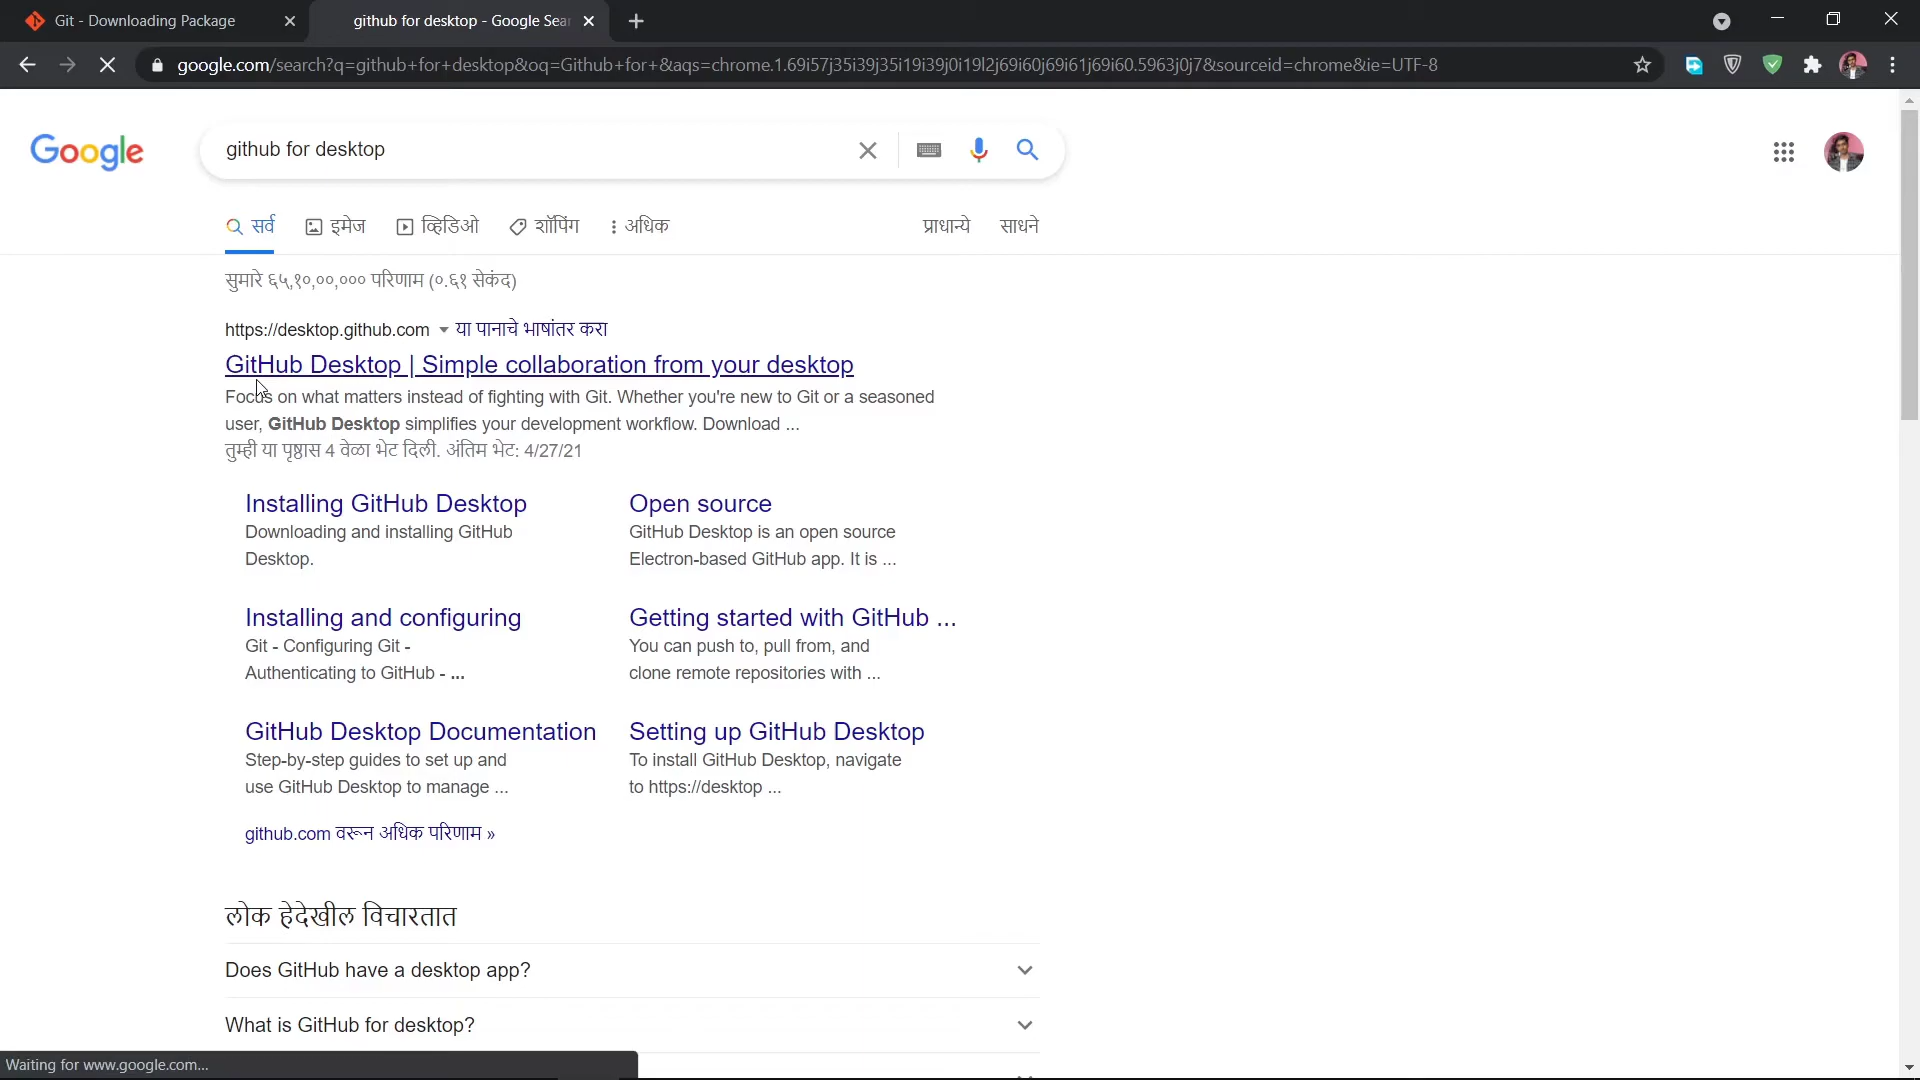 Git - Downloading Package
github for desktop - Google Sea
google.com/search?q=github+for+desktop&oq=Github+for+&aqs=chrome.1.69i57j35i39j35i19i39j0i19l2j69i60j69i61j69i60.5963j0j7&sourceid=chrome&ie=UTF-8
Google
github for desktop
सर्व इमेज व्हिडिओ शॉपिंग अधिक प्राधान्ये साधने
सुमारे ६५,१०,००,००० परिणाम (०.६१ सेकंद)
https://desktop.github.com या पानाचे भाषांतर करा
GitHub Desktop | Simple collaboration from your desktop
Focus on what matters instead of fighting with Git. Whether you're new to Git or a seasoned
user, GitHub Desktop simplifies your development workflow. Download ...
तुम्ही या पृष्ठास 4 वेळा भेट दिली. अंतिम भेट: 4/27/21
Installing GitHub Desktop
Downloading and installing GitHub
Desktop.
Open source
GitHub Desktop is an open source
Electron-based GitHub app. It is ...
Installing and configuring
Git - Configuring Git -
Authenticating to GitHub - ...
Getting started with GitHub ...
You can push to, pull from, and
clone remote repositories with ...
GitHub Desktop Documentation
Step-by-step guides to set up and
use GitHub Desktop to manage ...
Setting up GitHub Desktop
To install GitHub Desktop, navigate
to https://desktop ...
github.com वरून अधिक परिणाम »
लोक हेदेखील विचारतात
Does GitHub have a desktop app?
What is GitHub for desktop?
Waiting for www.google.com...